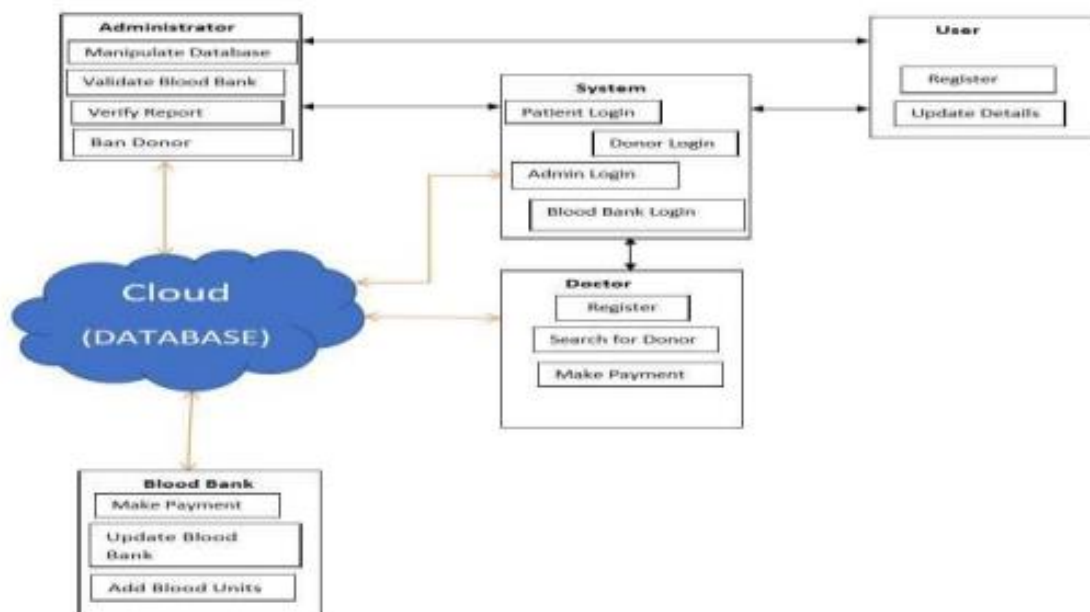 Administrator
Manipulate Database
Validate Blood Bank
Verify Report
Ban Donor
User
Register
Update Details
System
Patient Login
Donor Login
Admin Login
Blood Bank Login
Cloud
(DATABASE)
Doctor
Register
Search for Donor
Make Payment
Blood Bank
Make Payment
Update Blood
Bank
Add Blood Units